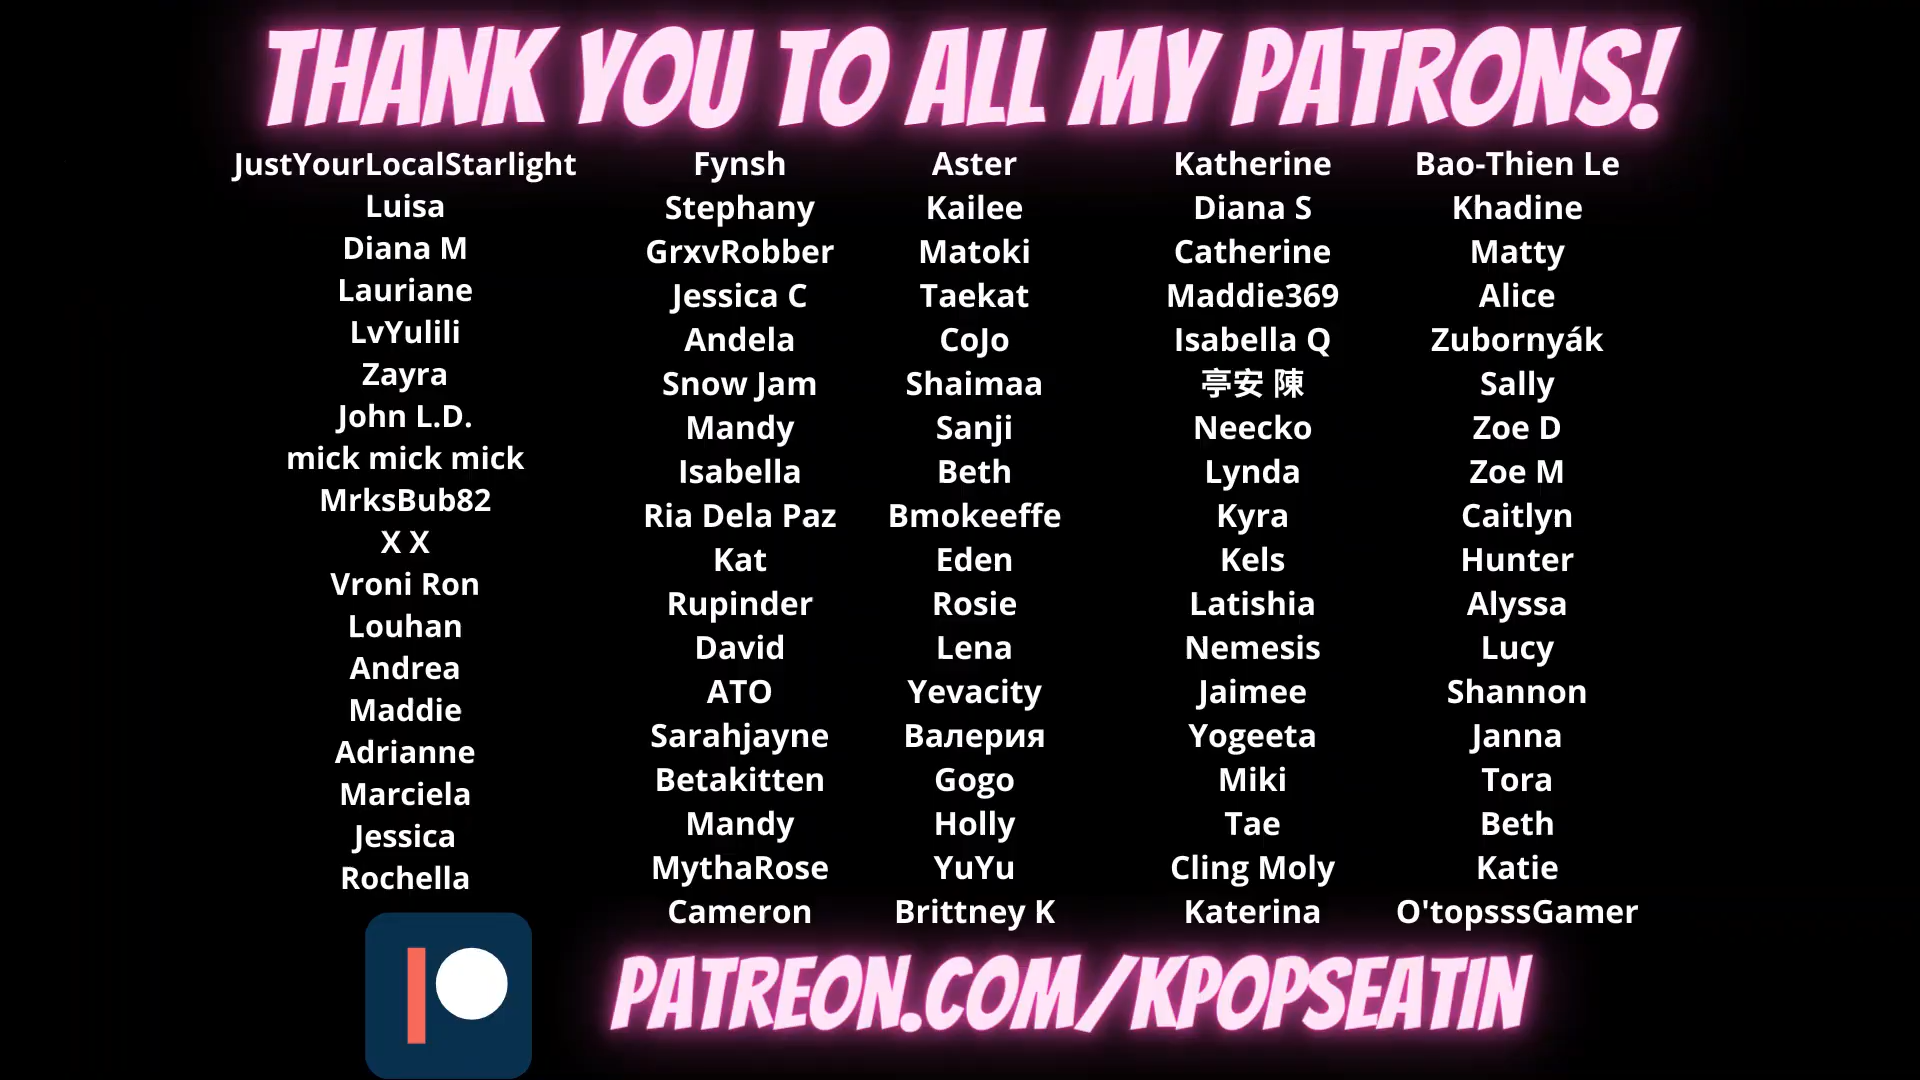 THANK YOU TO ALL MY PATRONS!
JustYourLocalStarlight
Luisa
Diana M
Lauriane
LvYulili
Zayra
John L.D.
mick mick mick
MrksBub82
X X
Vroni Ron
Louhan
Andrea
Maddie
Adrianne
Marciela
Jessica
Rochella
Fynsh
Stephany
GrxvRobber
Jessica C
Andela
Snow Jam
Mandy
Isabella
Ria Dela Paz
Kat
Rupinder
David
ATO
Sarahjayne
Betakitten
Mandy
MythaRose
Cameron
Aster
Kailee
Matoki
Taekat
CoJo
Shaimaa
Sanji
Beth
Bmokeeffe
Eden
Rosie
Lena
Yevacity
Валерия
Gogo
Holly
YuYu
Brittney K
Katherine
Diana S
Catherine
Maddie369
Isabella Q
亭安 陳
Neecko
Lynda
Kyra
Kels
Latishia
Nemesis
Jaimee
Yogeeta
Miki
Tae
Cling Moly
Katerina
Bao-Thien Le
Khadine
Matty
Alice
Zubornyák
Sally
Zoe D
Zoe M
Caitlyn
Hunter
Alyssa
Lucy
Shannon
Janna
Tora
Beth
Katie
O'topsssGamer
PATREON.COM/KPOPSEATIN